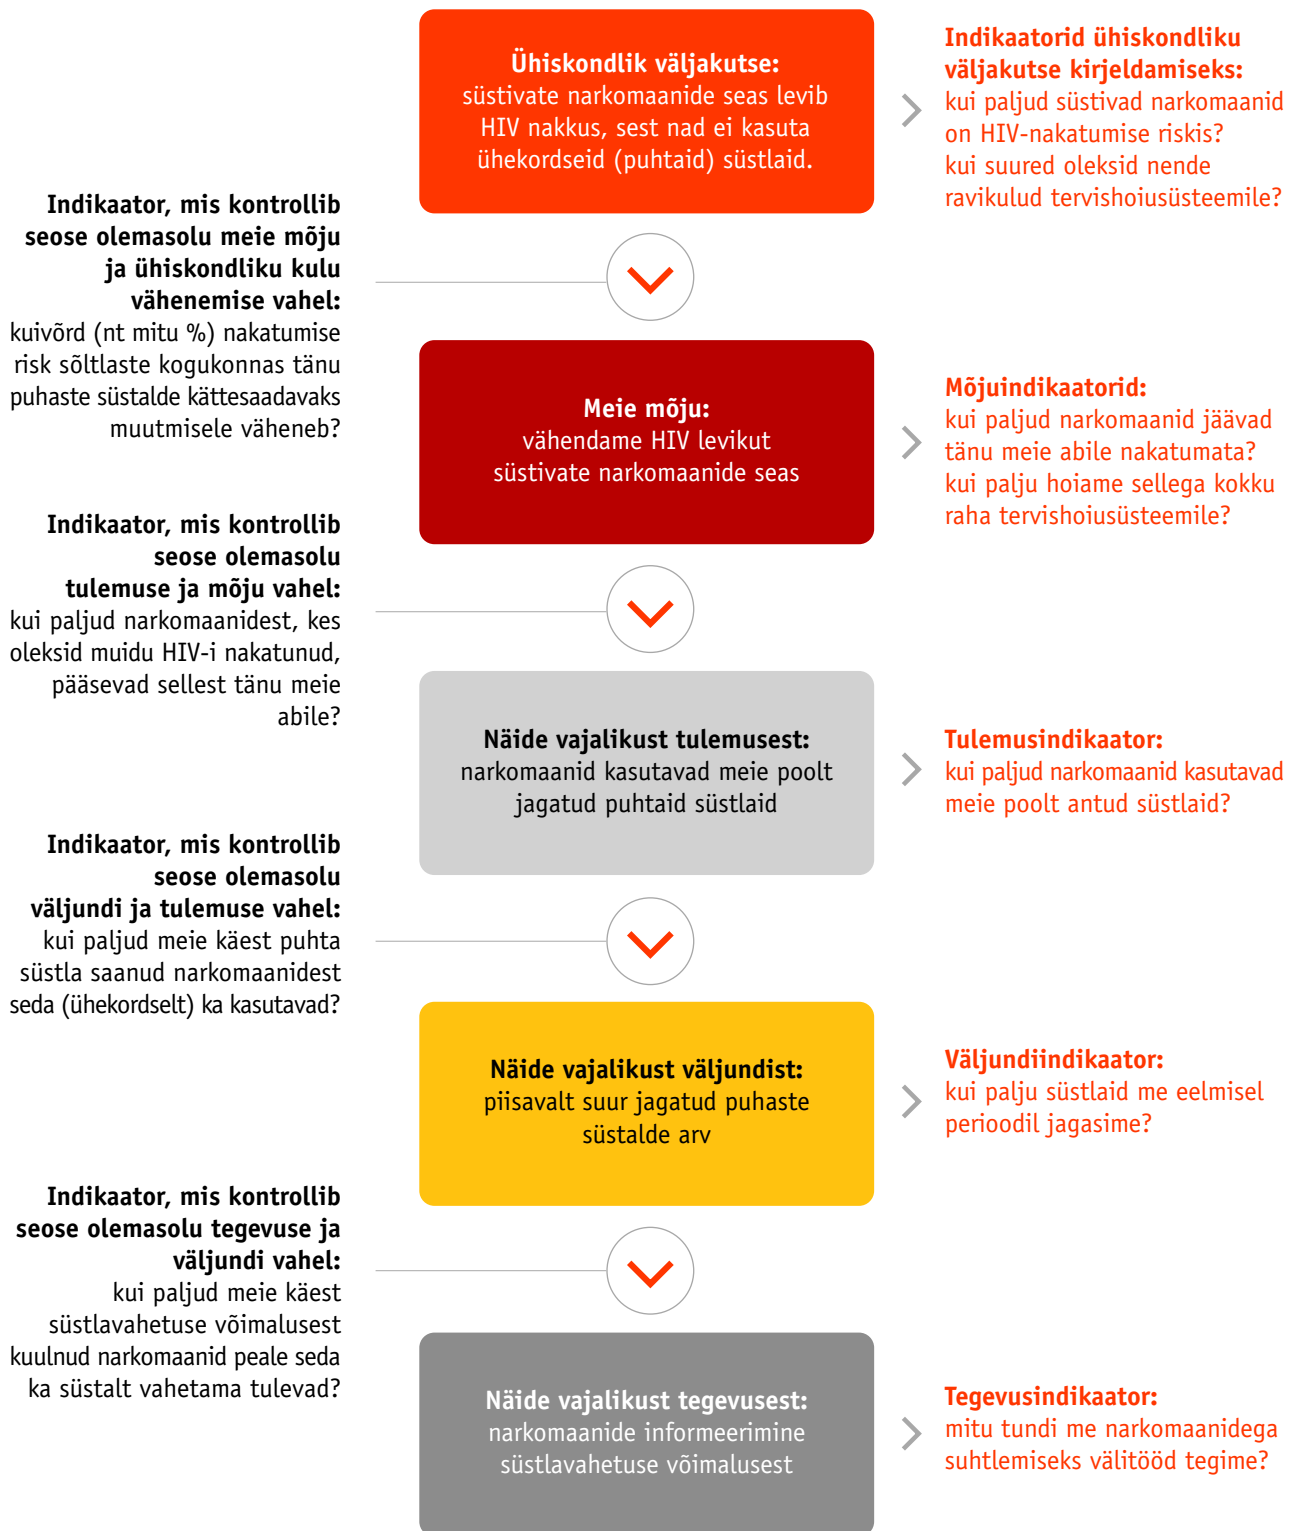 Ühiskondlik väljakutse:
süstivate narkomaanide seas levib
HIV nakkus, sest nad ei kasuta
ühekordseid (puhtaid) süstlaid.
Indikaatorid ühiskondliku
väljakutse kirjeldamiseks:
kui paljud süstivad narkomaanid
on HIV-nakatumise riskis?
kui suured oleksid nende
ravikulud tervishoiusüsteemile?
Indikaator, mis kontrollib
seose olemasolu meie mõju
ja ühiskondliku kulu
vähenemise vahel:
kuivõrd (nt mitu %) nakatumise
risk sõltlaste kogukonnas tänu
puhaste süstalde kättesaadavaks
muutmisele väheneb?
Meie mõju:
vähendame HIV levikut
süstivate narkomaanide seas
Mõjuindikaatorid:
kui paljud narkomaanid jäävad
tänu meie abile nakatumata?
kui palju hoiame sellega kokku
raha tervishoiusüsteemile?
Indikaator, mis kontrollib
seose olemasolu
tulemuse ja mõju vahel:
kui paljud narkomaanidest, kes
oleksid muidu HIV-i nakatunud,
pääsevad sellest tänu meie
abile?
Näide vajalikust tulemusest:
narkomaanid kasutavad meie poolt
jagatud puhtaid süstlaid
Tulemusindikaator:
kui paljud narkomaanid kasutavad
meie poolt antud süstlaid?
Indikaator, mis kontrollib
seose olemasolu
väljundi ja tulemuse vahel:
kui paljud meie käest puhta
süstla saanud narkomaanidest
seda (ühekordselt) ka kasutavad?
Näide vajalikust väljundist:
piisavalt suur jagatud puhaste
süstalde arv
Väljundiindikaator:
kui palju süstlaid me eelmisel
perioodil jagasime?
Indikaator, mis kontrollib
seose olemasolu tegevuse ja
väljundi vahel:
kui paljud meie käest
süstlavahetuse võimalusest
kuulnud narkomaanid peale seda
ka süstalt vahetama tulevad?
Näide vajalikust tegevusest:
narkomaanide informeerimine
süstlavahetuse võimalusest
Tegevusindikaator:
mitu tundi me narkomaanidega
suhtlemiseks välitööd tegime?